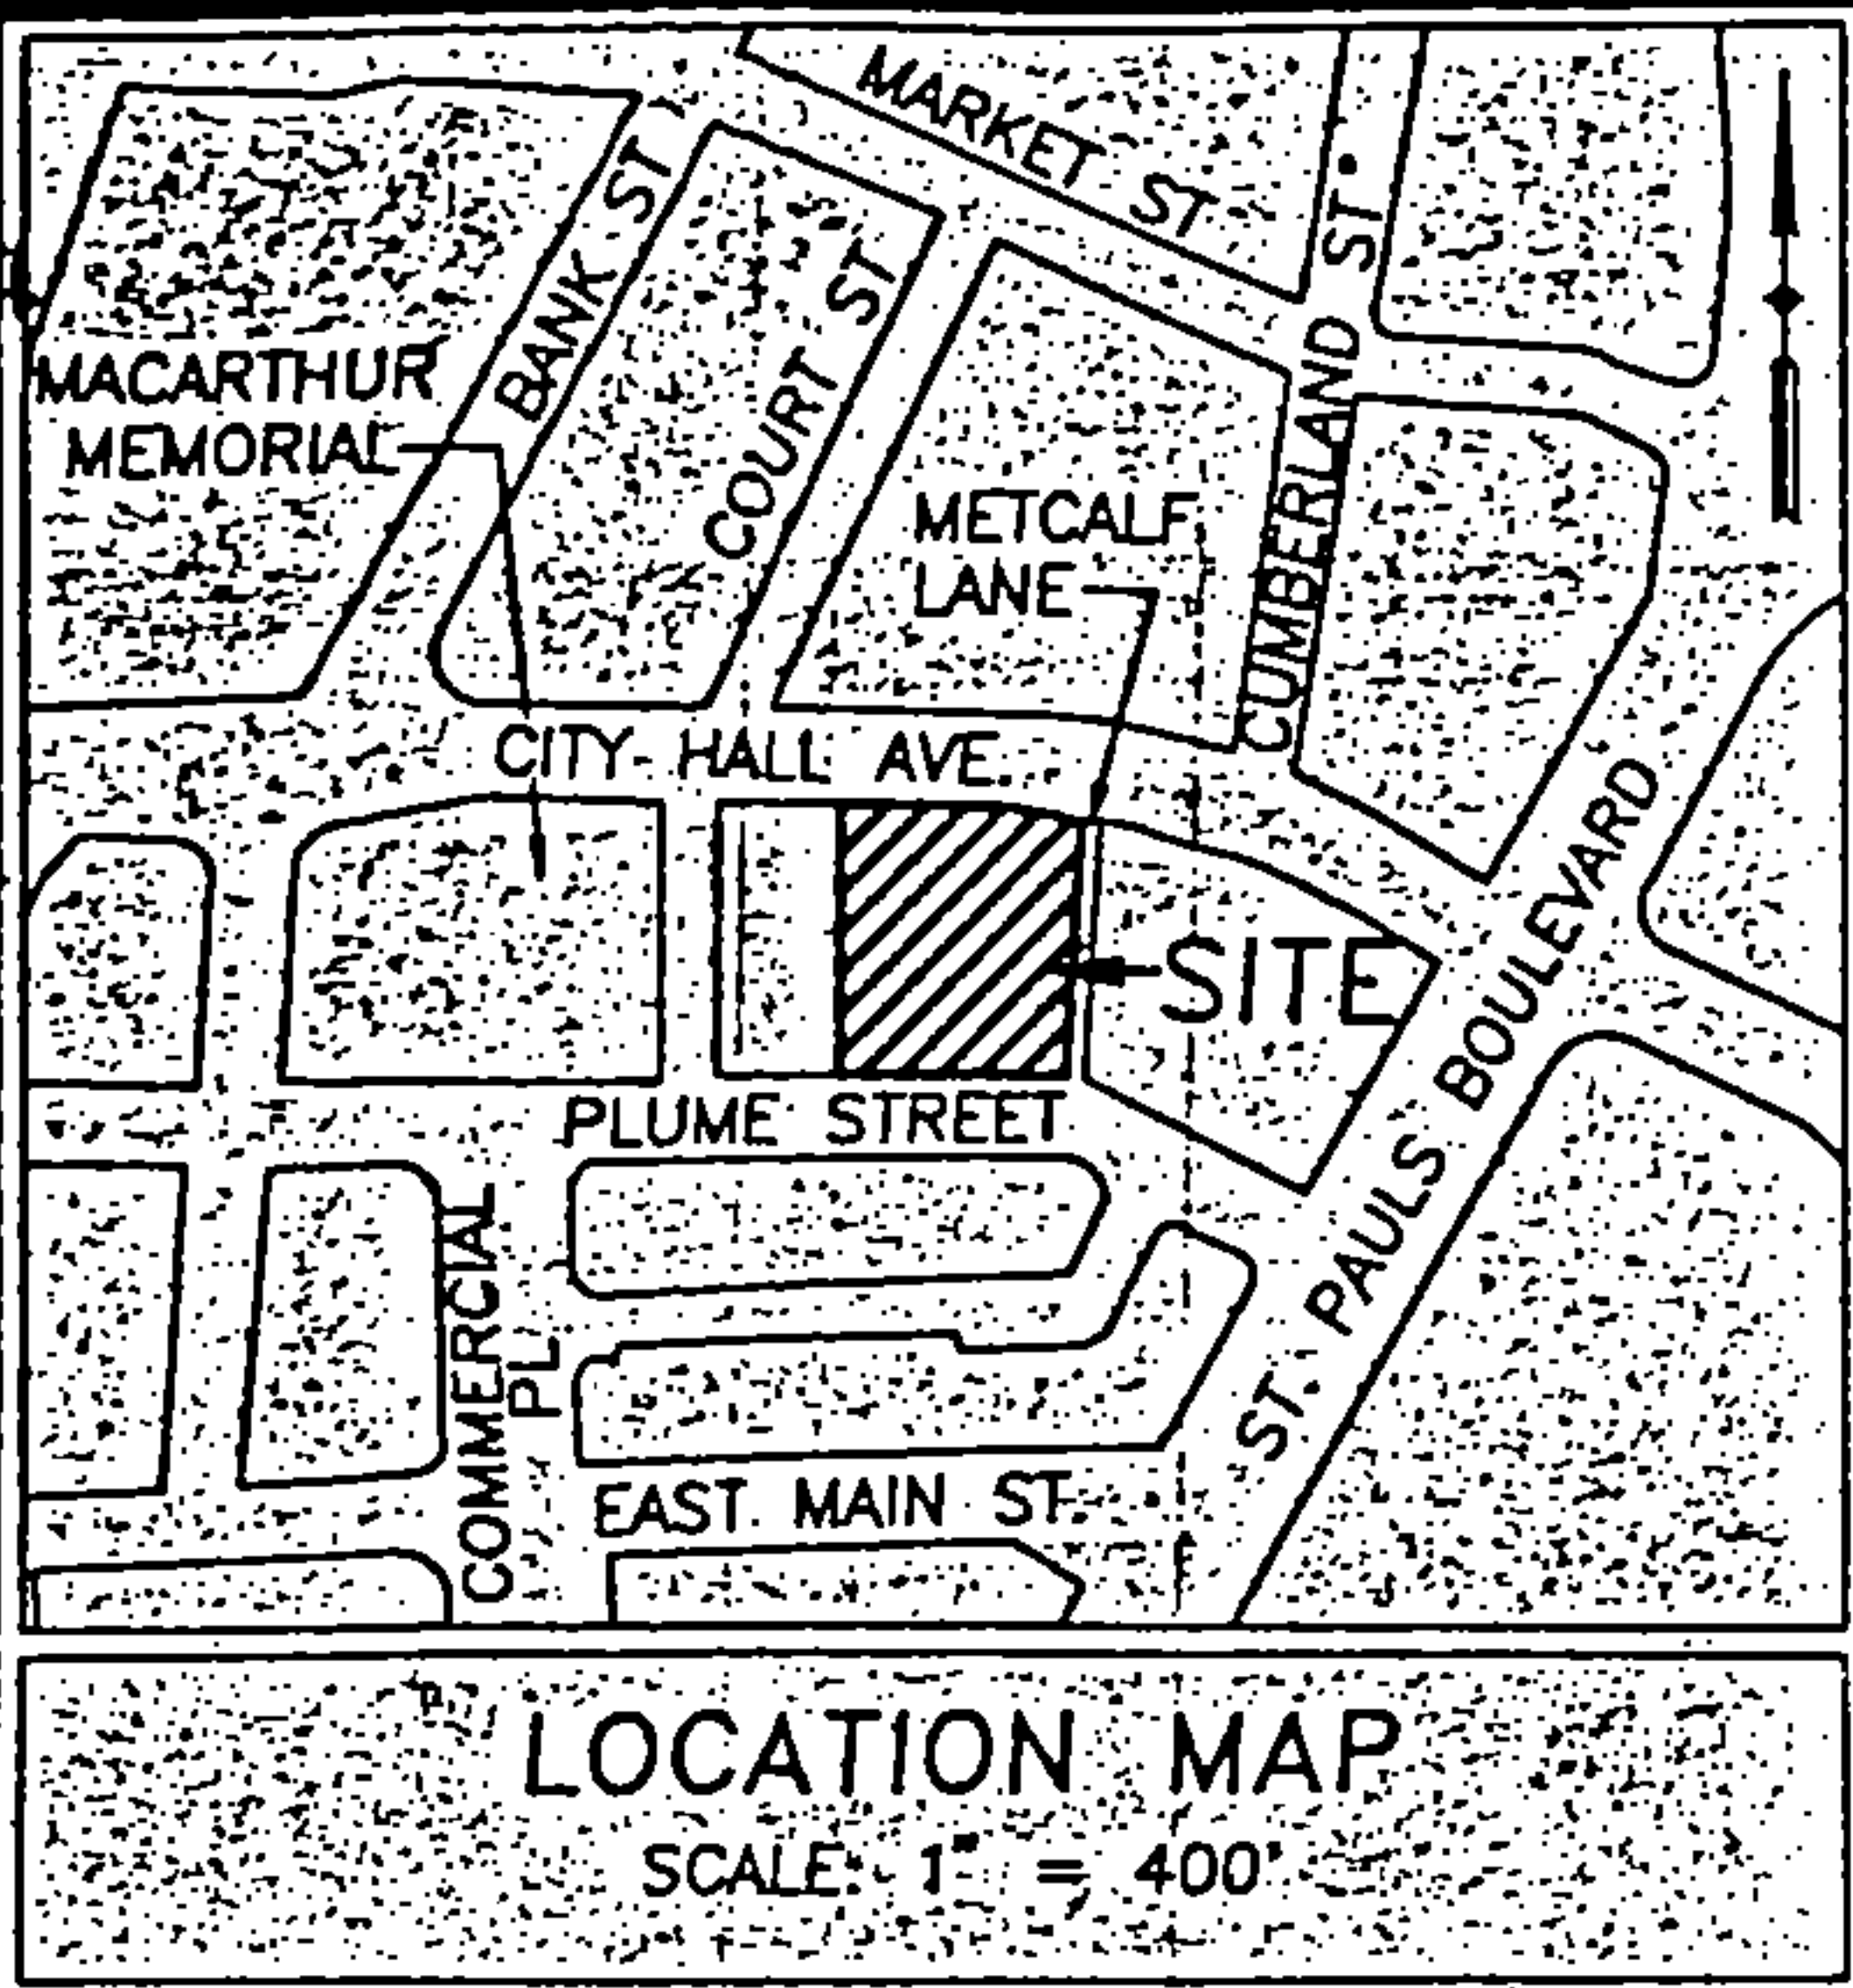 MARKET ST
BANK ST
COURT ST
CUMBERLAND ST.
MACARTHUR
MEMORIAL
METCALF
LANE
CITY HALL AVE.
SITE
PLUME STREET
ST. PAULS BOULEVARD
COMMERCIAL
PL
EAST MAIN ST.
LOCATION MAP
SCALE: 1" = 400'